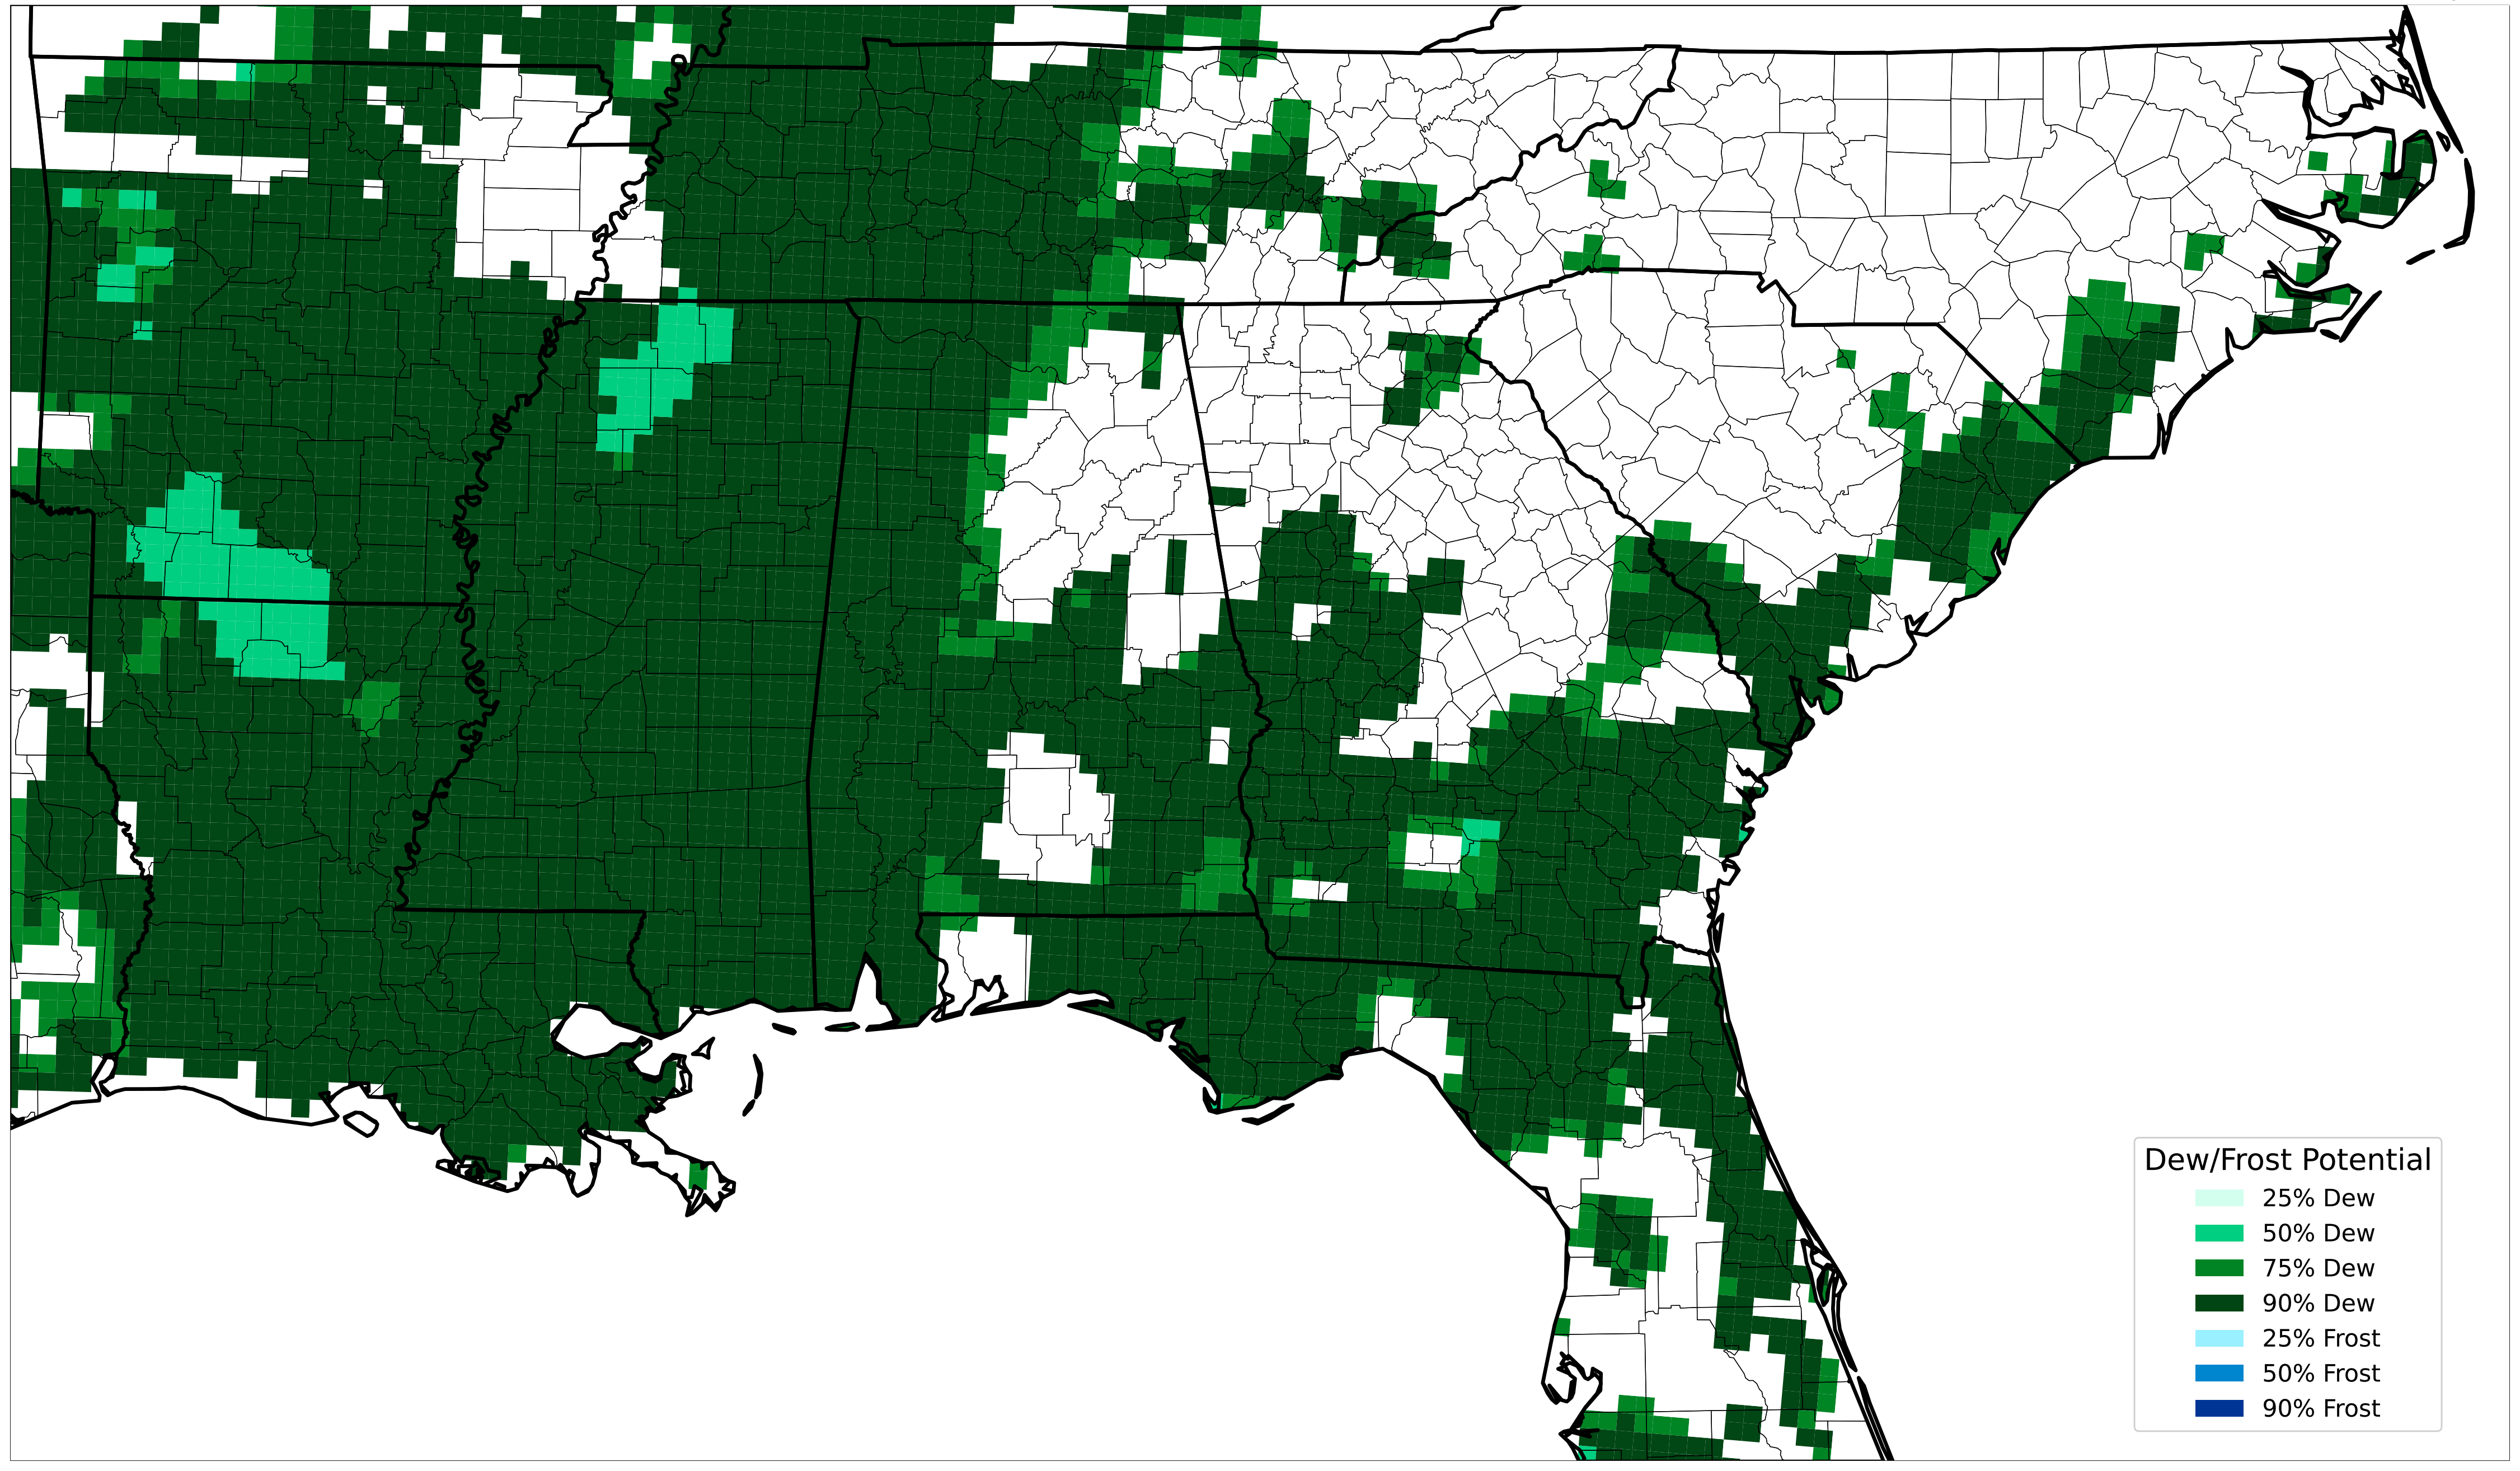 Dew/Frost Potential
25% Dew
50% Dew
75% Dew
90% Dew
25% Frost
50% Frost
90% Frost